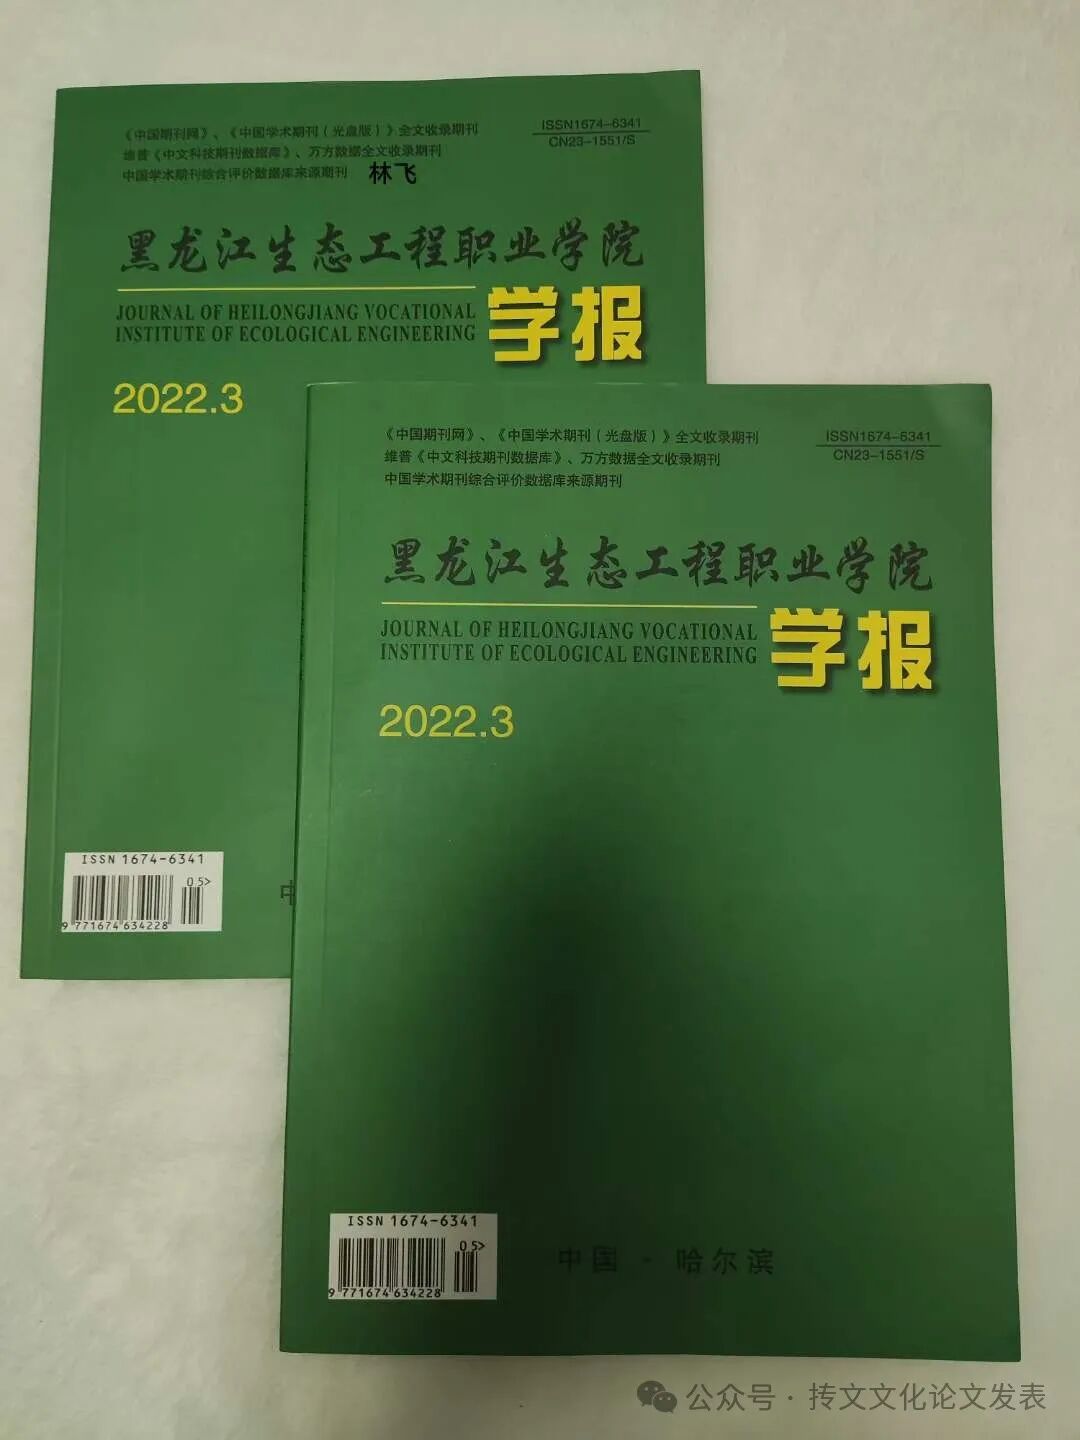 《中国期刊网》、《中国学术期刊（光盘版）》全文收录期刊
维普《中文科技期刊数据库》、万方数据全文收录期刊
中国学术期刊综合评价数据库来源期刊 林飞
ISSN1674-6341
CN23-1551/S
黑龙江生态工程职业学院
JOURNAL OF HEILONGJIANG VOCATIONAL
INSTITUTE OF ECOLOGICAL ENGINEERING
学报
2022.3
ISSN 1674-6341
05>
9 771674 634228
中
《中国期刊网》、《中国学术期刊（光盘版）》全文收录期刊
维普《中文科技期刊数据库》、万方数据全文收录期刊
中国学术期刊综合评价数据库来源期刊
ISSN1674-6341
CN23-1551/S
黑龙江生态工程职业学院
JOURNAL OF HEILONGJIANG VOCATIONAL
INSTITUTE OF ECOLOGICAL ENGINEERING
学报
2022.3
ISSN 1674-6341
05>
9 771674 634228
中国·哈尔滨
公众号·抟文文化论文发表